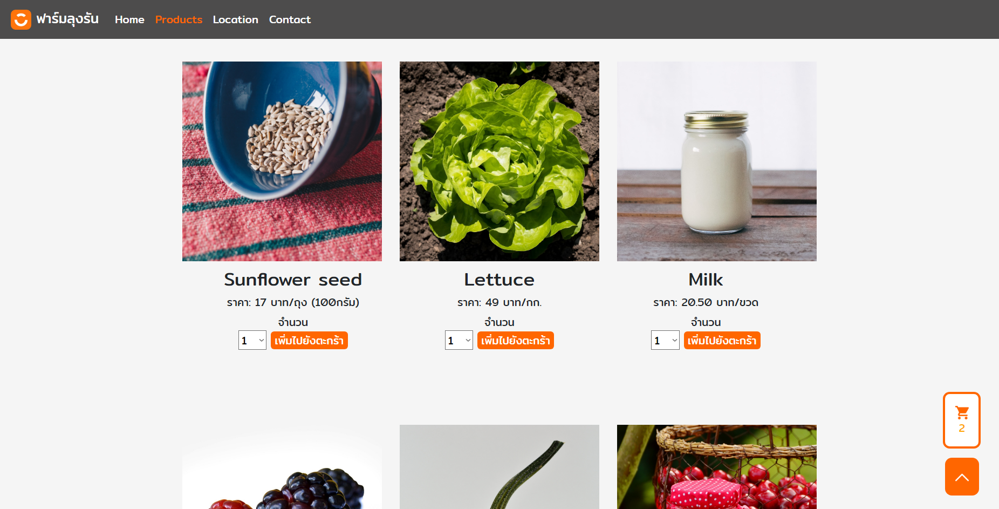 ฟาร์มลุงรัน Home Products Location Contact
Sunflower seed
ราคา: 17 บาท/ถุง (100กรัม)
จำนวน
1 เพิ่มไปยังตะกร้า
Lettuce
ราคา: 49 บาท/กก.
จำนวน
1 เพิ่มไปยังตะกร้า
Milk
ราคา: 20.50 บาท/ขวด
จำนวน
1 เพิ่มไปยังตะกร้า
2